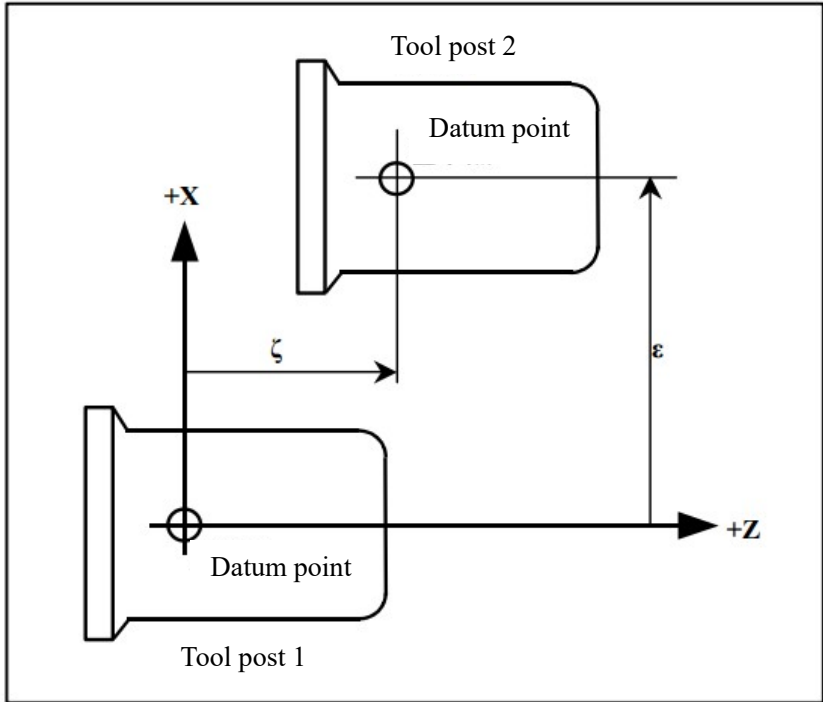 Tool post 2
Datum point
+X
ζ
ε
+Z
Datum point
Tool post 1